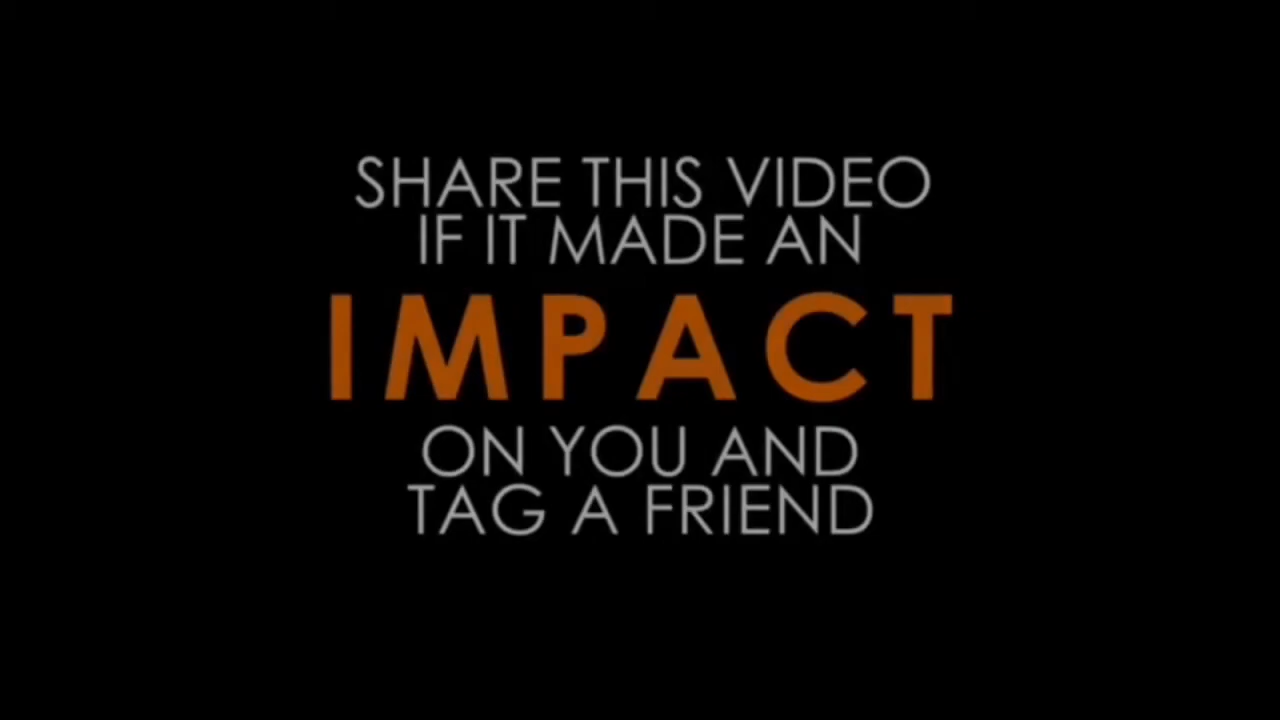 SHARE THIS VIDEO
IF IT MADE AN
IMPACT
ON YOU AND
TAG A FRIEND